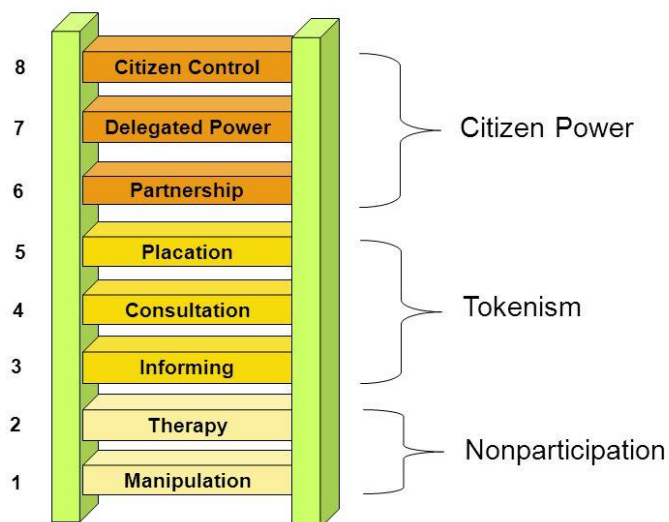 8 Citizen Control
7 Delegated Power
Citizen Power
6 Partnership
5 Placation
4 Consultation
Tokenism
3 Informing
2 Therapy
Nonparticipation
1 Manipulation